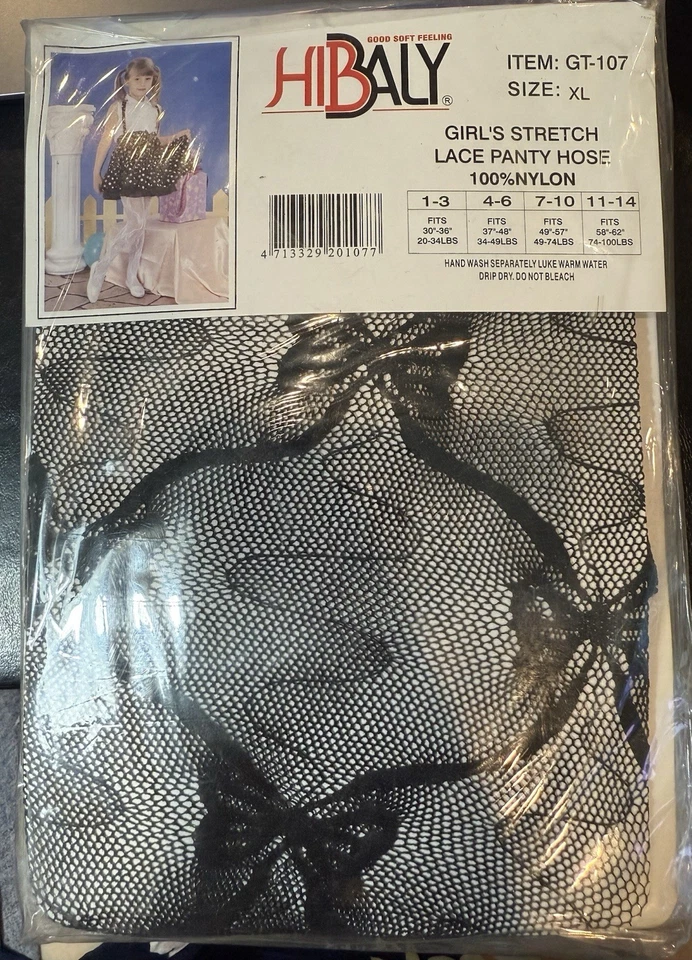 GOOD SOFT FEELING
HIBALY®
ITEM: GT-107
SIZE: XL
GIRL'S STRETCH
LACE PANTY HOSE
100%NYLON
1-3 4-6 7-10 11-14
FITS FITS FITS FITS
30"-36" 37"-48" 49"-57" 58"-62"
20-34LBS 34-49LBS 49-74LBS 74-100LBS
4 713329 201077
HAND WASH SEPARATELY LUKE WARM WATER
DRIP DRY. DO NOT BLEACH